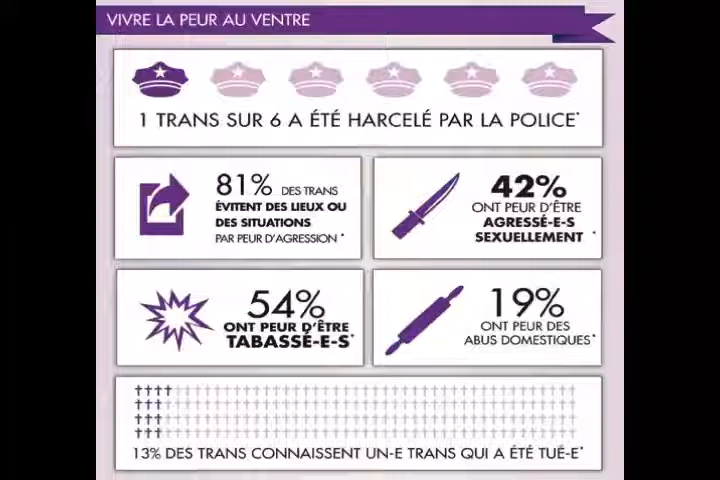 VIVRE LA PEUR AU VENTRE
1 TRANS SUR 6 A ÉTÉ HARCELÉ PAR LA POLICE*
81% DES TRANS
ÉVITENT DES LIEUX OU
DES SITUATIONS
PAR PEUR D'AGRESSION *
42%
ONT PEUR D'ÊTRE
AGRESSÉ-E-S
SEXUELLEMENT *
54%
ONT PEUR D'ÊTRE
TABASSÉ-E-S*
19%
ONT PEUR DES
ABUS DOMESTIQUES*
13% DES TRANS CONNAISSENT UN-E TRANS QUI A ÉTÉ TUÉ-E*